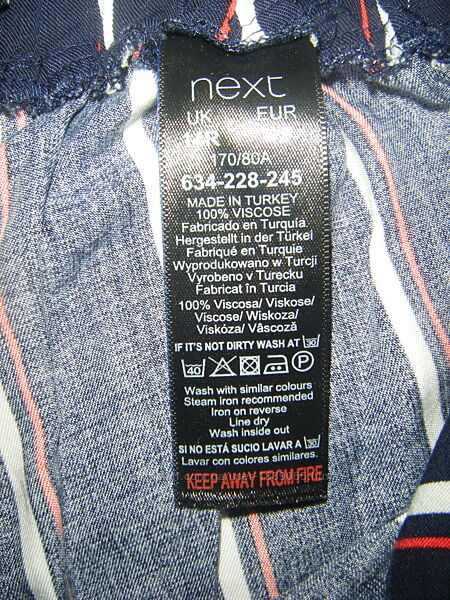 next
UK EUR
170/80A
634-228-245
MADE IN TURKEY
100% VISCOSE
Fabricado en Turquía.
Hergestellt in der Türkei
Fabriqué en Turquie
Wyprodukowano w Turcji
Vyrobeno v Turecku
Fabricat în Turcia
100% Viscosa/ Viskose/
Viscose/ Wiskoza/
Viskóza/ Vâscoză
IF IT'S NOT DIRTY WASH AT 30
40 P
Wash with similar colours
Steam iron recommended
Iron on reverse
Line dry
Wash inside out
SI NO ESTÁ SUCIO LAVAR A 30
Lavar con colores similares.
KEEP AWAY FROM FIRE